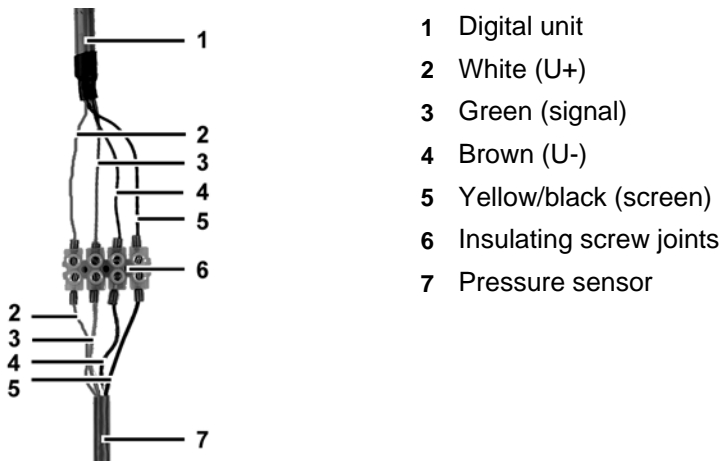 1
2
3
4
5
6
2
3
4
5
7
1 Digital unit
2 White (U+)
3 Green (signal)
4 Brown (U-)
5 Yellow/black (screen)
6 Insulating screw joints
7 Pressure sensor